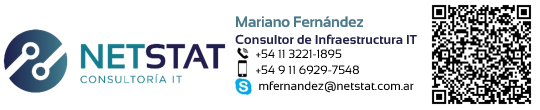 NETSTAT
CONSULTORÍA IT
Mariano Fernández
Consultor de Infraestructura IT
+54 11 3221-1895
+54 9 11 6929-7548
mfernandez@netstat.com.ar